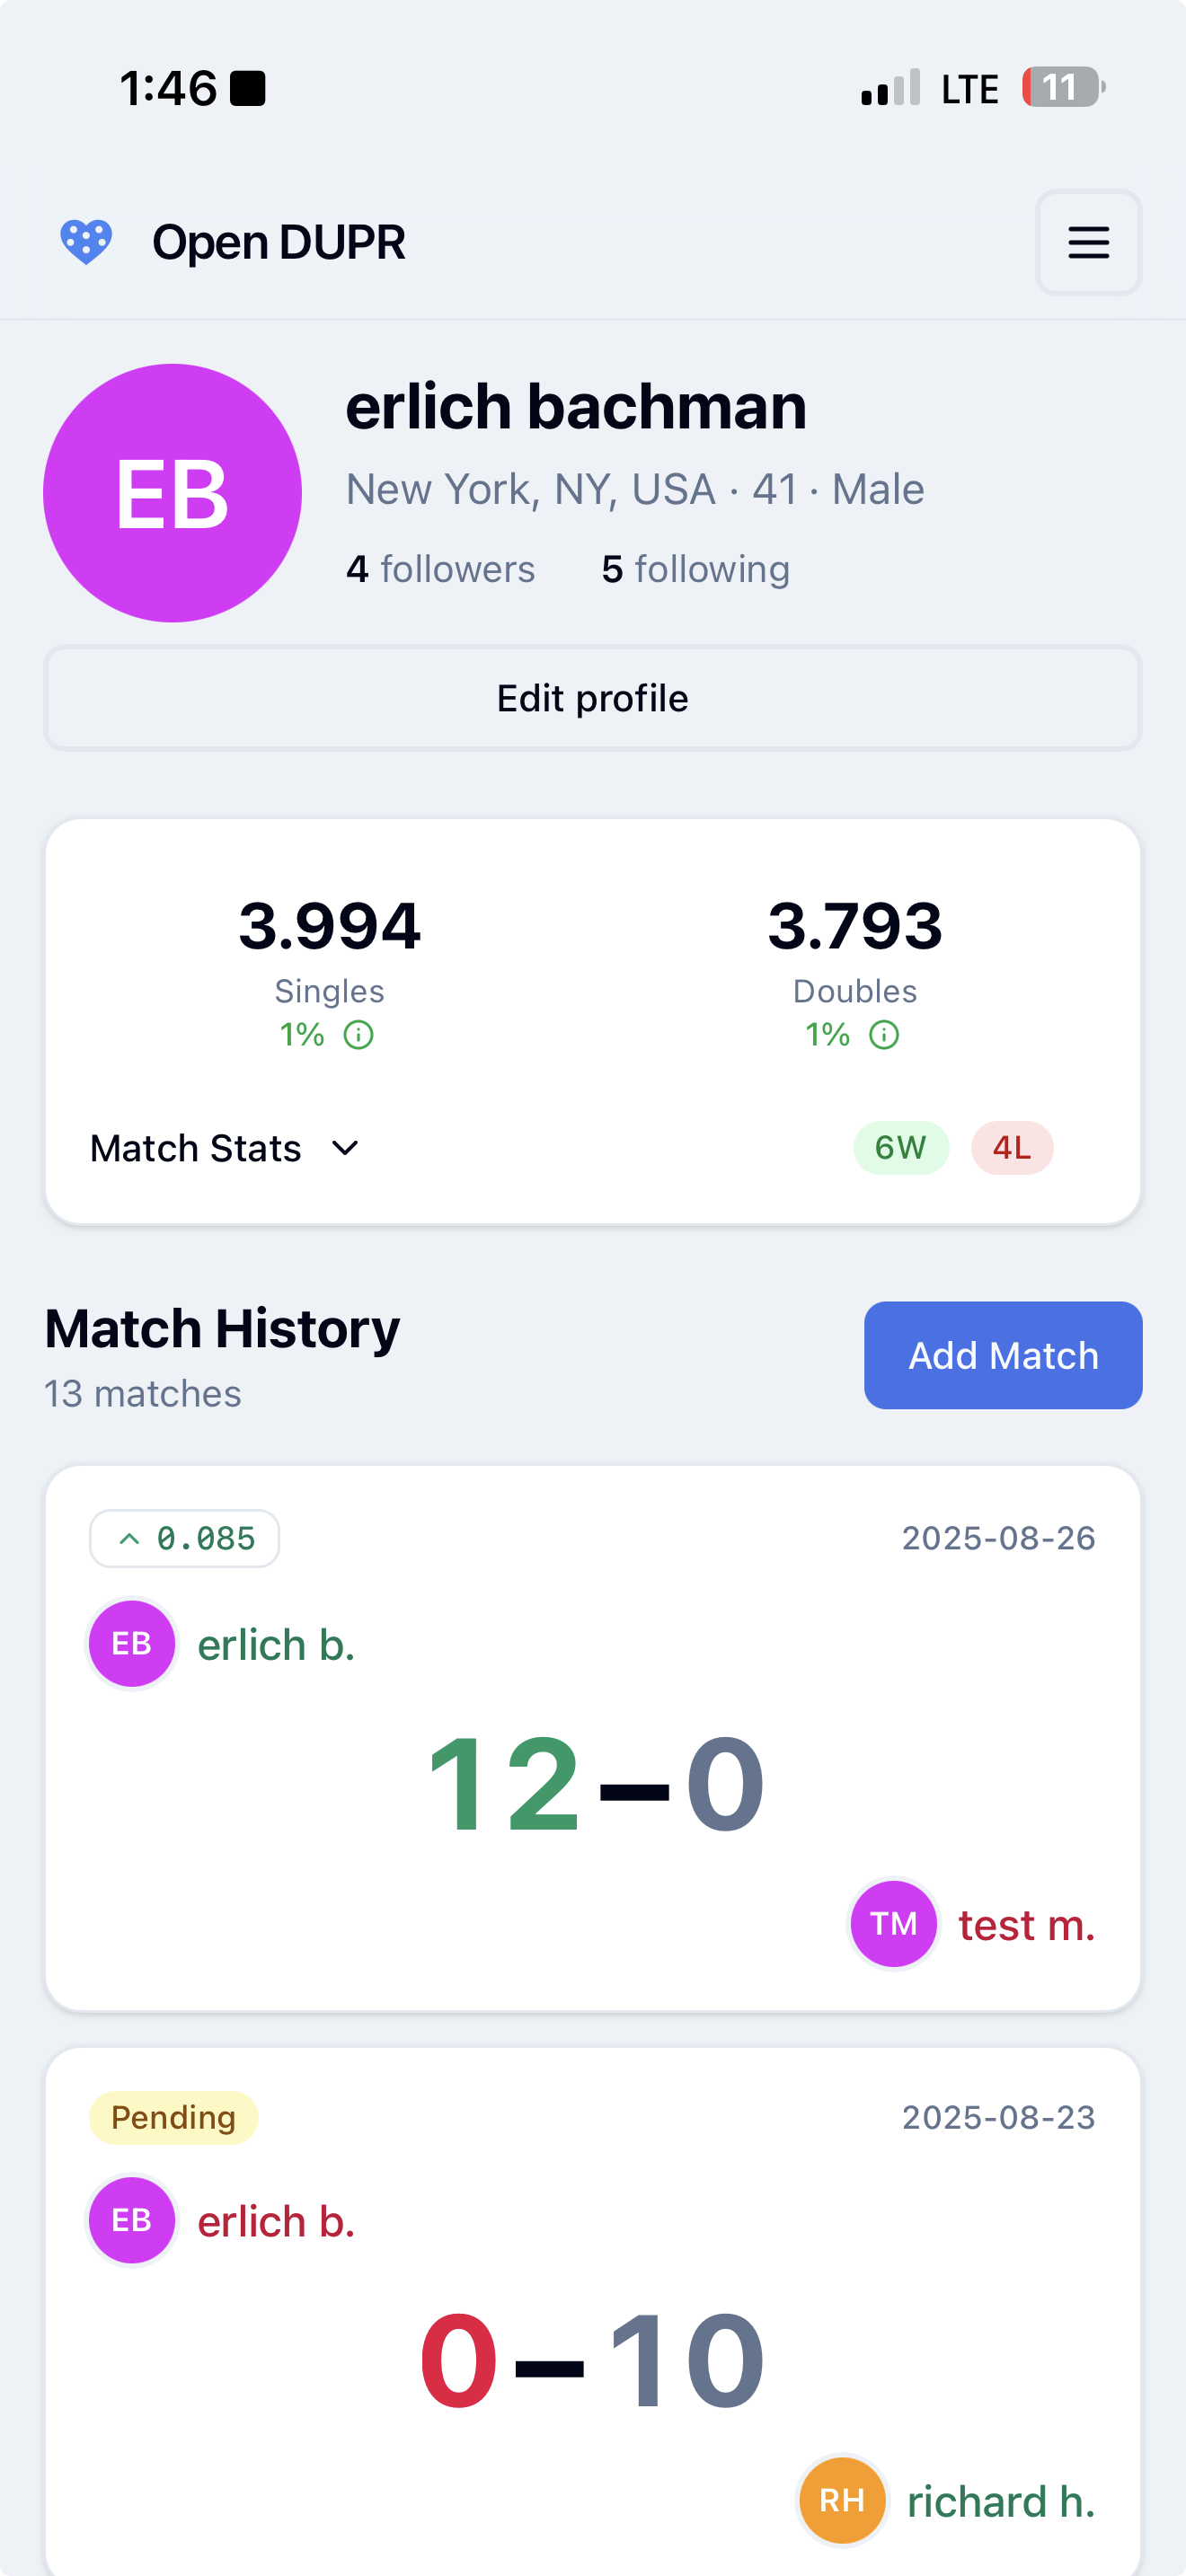 1:46 LTE 11
Open DUPR
EB
erlich bachman
New York, NY, USA · 41 · Male
4 followers 5 following
Edit profile
3.994 3.793
Singles Doubles
1% 1%
Match Stats 6W 4L
Match History
13 matches
Add Match
0.085 2025-08-26
EB erlich b.
12–0
TM test m.
Pending 2025-08-23
EB erlich b.
0–10
RH richard h.